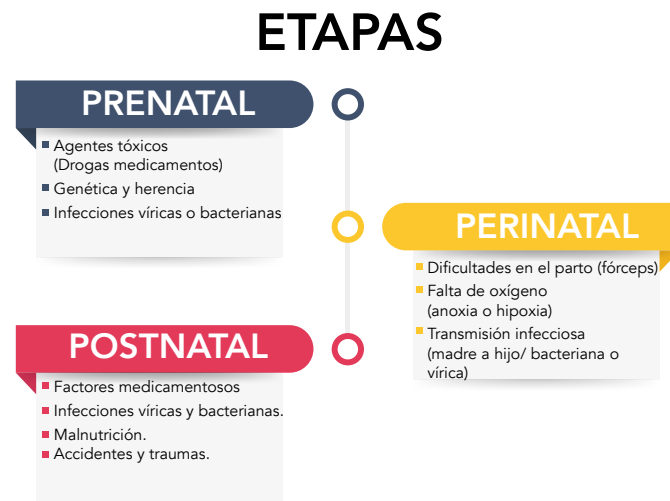 ETAPAS
PRENATAL
Agentes tóxicos
(Drogas medicamentos)
Genética y herencia
Infecciones víricas o bacterianas
PERINATAL
Dificultades en el parto (fórceps)
Falta de oxígeno
(anoxia o hipoxia)
Transmisión infecciosa
(madre a hijo/ bacteriana o
vírica)
POSTNATAL
Factores medicamentosos
Infecciones víricas y bacterianas.
Malnutrición.
Accidentes y traumas.